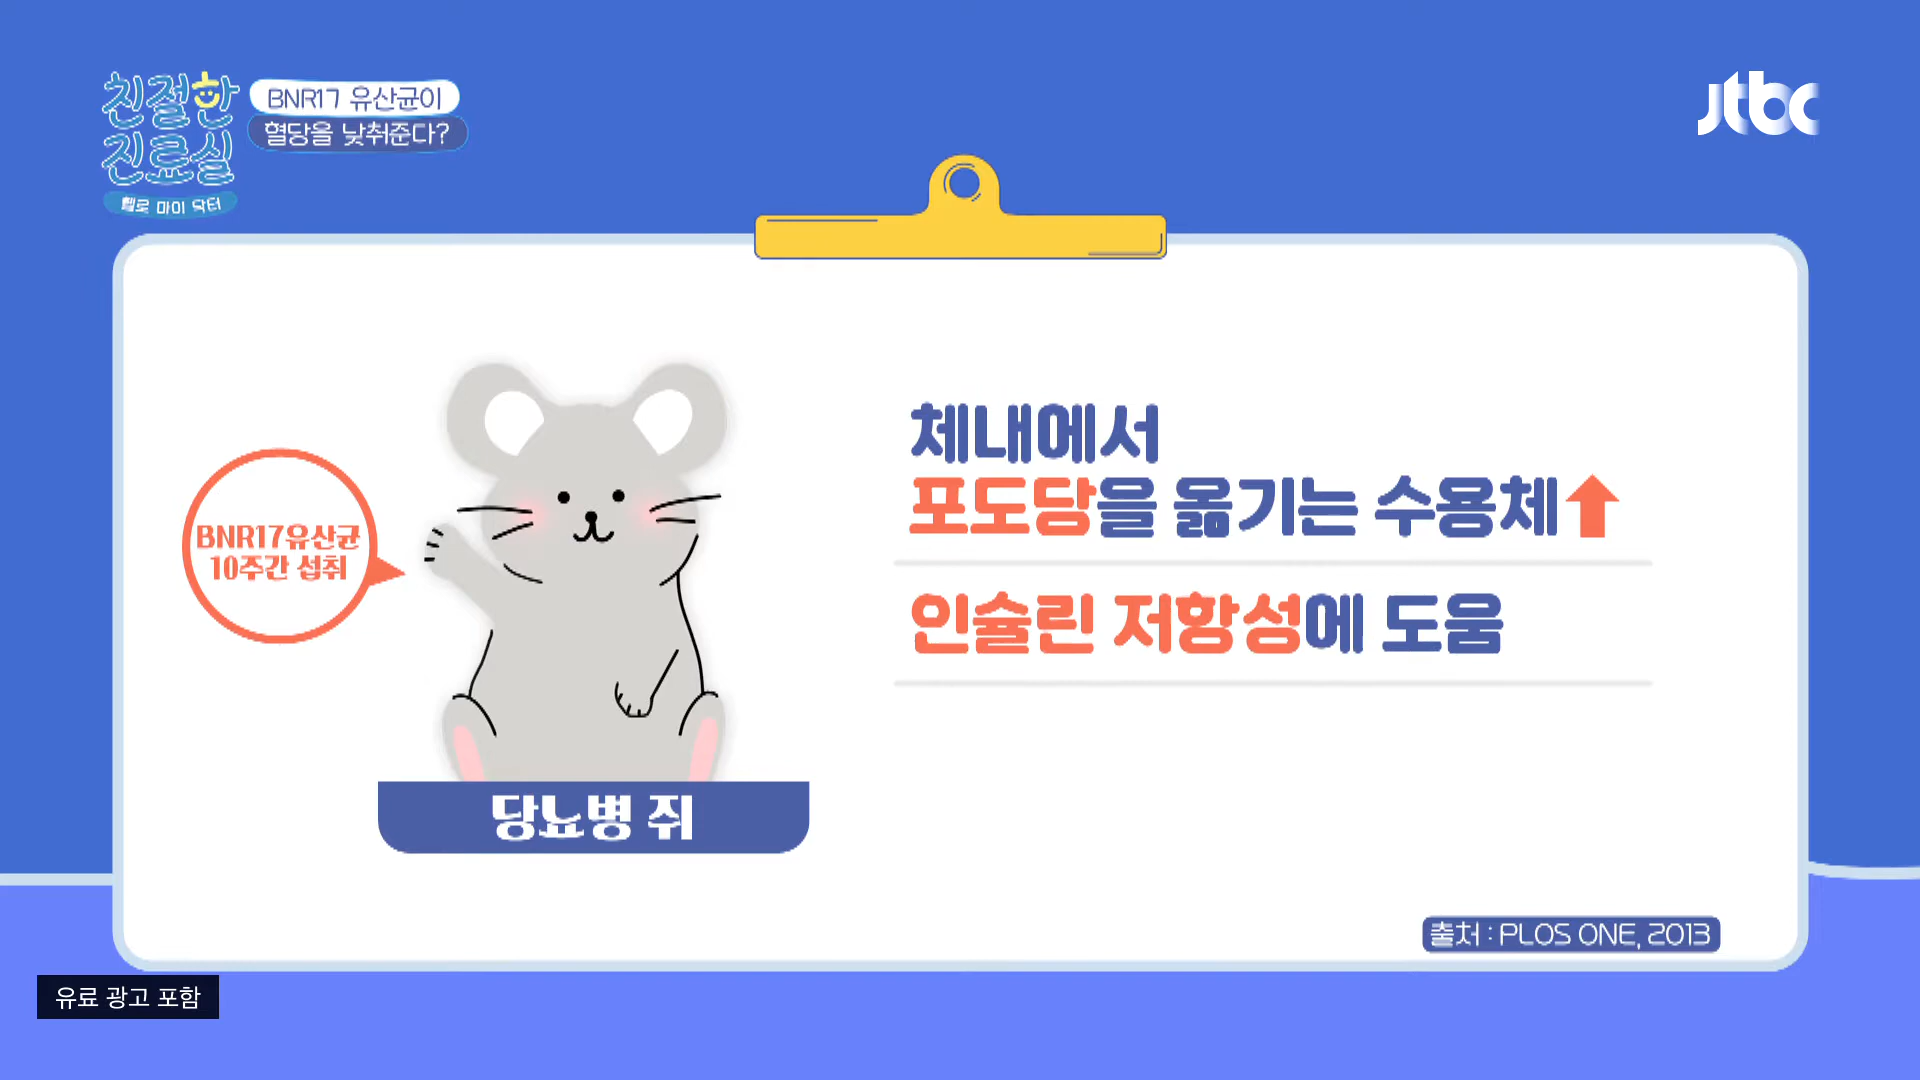 친절한
진료실
헬로 마이 닥터
BNR17 유산균이
혈당을 낮춰준다?
jtbc
BNR17유산균
10주간 섭취
체내에서
포도당을 옮기는 수용체
인슐린 저항성에 도움
당뇨병 쥐
출처 : PLOS ONE, 2013
유료 광고 포함